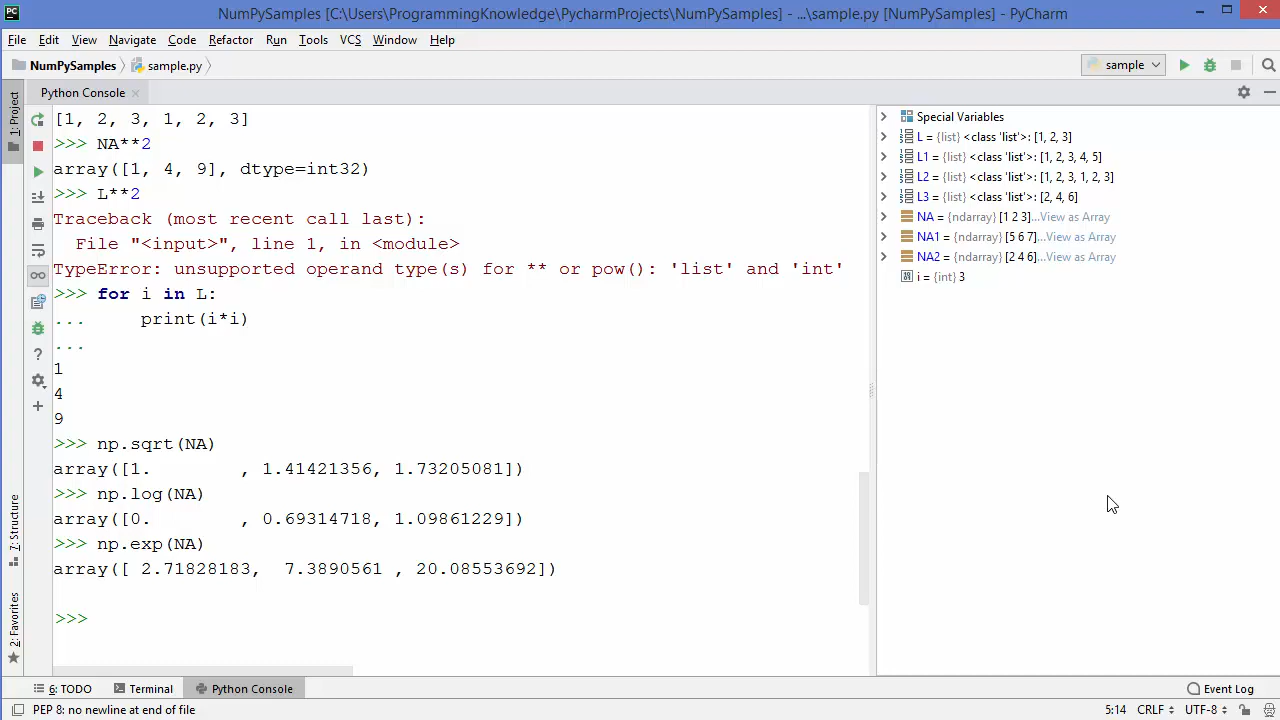 PC
NumPySamples [C:\Users\ProgrammingKnowledge\PycharmProjects\NumPySamples] - ...\sample.py [NumPySamples] - PyCharm
File Edit View Navigate Code Refactor Run Tools VCS Window Help
NumPySamples sample.py
sample
Python Console
1: Project
Z: Structure
2: Favorites
[1, 2, 3, 1, 2, 3]
>>> NA**2
array([1, 4, 9], dtype=int32)
>>> L**2
Traceback (most recent call last):
  File "<input>", line 1, in <module>
TypeError: unsupported operand type(s) for ** or pow(): 'list' and 'int'
>>> for i in L:
...     print(i*i)
...
1
4
9
>>> np.sqrt(NA)
array([1.        , 1.41421356, 1.73205081])
>>> np.log(NA)
array([0.        , 0.69314718, 1.09861229])
>>> np.exp(NA)
array([ 2.71828183,  7.3890561 , 20.08553692])
>>>
Special Variables
L = {list} <class 'list'>: [1, 2, 3]
L1 = {list} <class 'list'>: [1, 2, 3, 4, 5]
L2 = {list} <class 'list'>: [1, 2, 3, 1, 2, 3]
L3 = {list} <class 'list'>: [2, 4, 6]
NA = {ndarray} [1 2 3]...View as Array
NA1 = {ndarray} [5 6 7]...View as Array
NA2 = {ndarray} [2 4 6]...View as Array
i = {int} 3
6: TODO Terminal Python Console Event Log
PEP 8: no newline at end of file 5:14 CRLF UTF-8